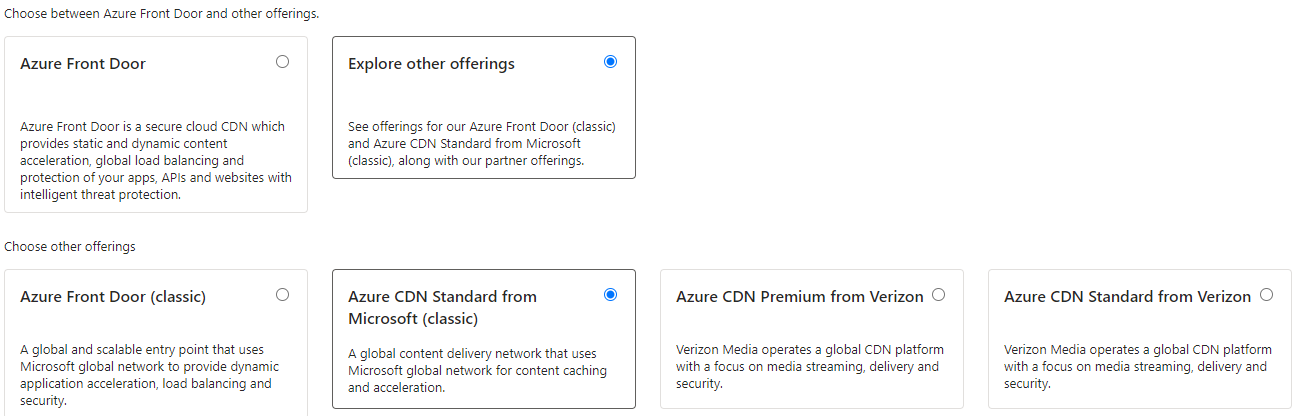 Choose between Azure Front Door and other offerings.
Azure Front Door
Azure Front Door is a secure cloud CDN which
provides static and dynamic content
acceleration, global load balancing and
protection of your apps, APIs and websites with
intelligent threat protection.
Explore other offerings
See offerings for our Azure Front Door (classic)
and Azure CDN Standard from Microsoft
(classic), along with our partner offerings.
Choose other offerings
Azure Front Door (classic)
A global and scalable entry point that uses
Microsoft global network to provide dynamic
application acceleration, load balancing and
security.
Azure CDN Standard from
Microsoft (classic)
A global content delivery network that uses
Microsoft global network for content caching
and acceleration.
Azure CDN Premium from Verizon
Verizon Media operates a global CDN platform
with a focus on media streaming, delivery and
security.
Azure CDN Standard from Verizon
Verizon Media operates a global CDN platform
with a focus on media streaming, delivery and
security.